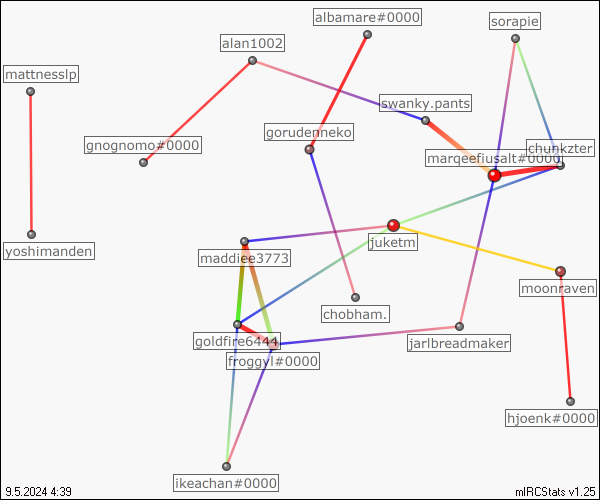 albamare#0000
sorapie
alan1002
mattnesslp
swanky.pants
gorudenneko
gnognomo#0000
chunkzter
marqeefiusalt#0000
yoshimanden
juketm
maddiee3773
moonraven
chobham.
goldfire6444
jarlbreadmaker
froggyl#0000
hjoenk#0000
ikeachan#0000
9.5.2024 4:39
mIRCStats v1.25